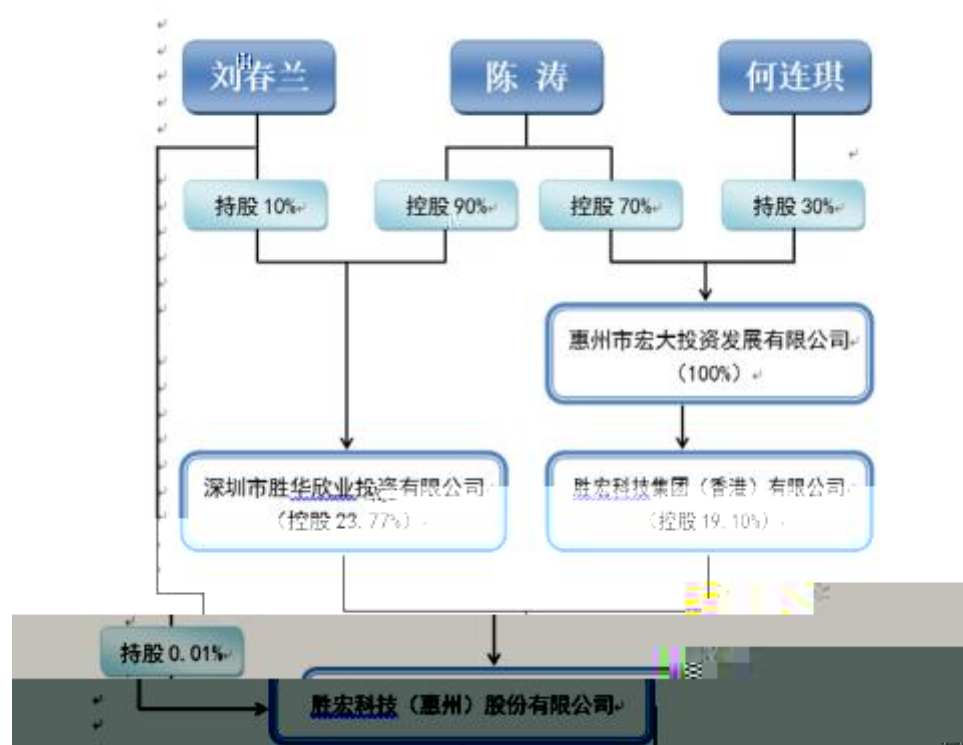 刘春兰
陈 涛
何连琪
持股 10%
控股 90%
控股 70%
持股 30%
惠州市宏大投资发展有限公司
（100%）
深圳市胜华欣业投资有限公司
（控股 23.77%）
胜宏科技集团（香港）有限公司
（控股 19.10%）
持股 0.01%
胜宏科技（惠州）股份有限公司